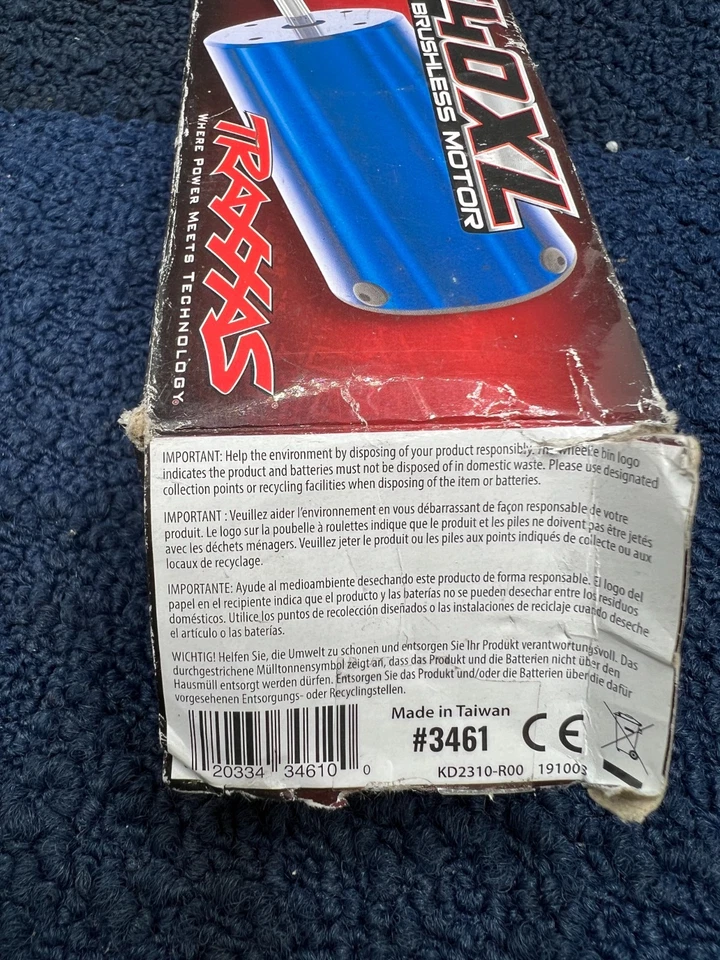 40XL
BRUSHLESS MOTOR
TRAXXAS
WHERE POWER MEETS TECHNOLOGY
IMPORTANT: Help the environment by disposing of your product responsibly. The wheelie bin logo
indicates the product and batteries must not be disposed of in domestic waste. Please use designated
collection points or recycling facilities when disposing of the item or batteries.
IMPORTANT : Veuillez aider l'environnement en vous débarrassant de façon responsable de votre
produit. Le logo sur la poubelle à roulettes indique que le produit et les piles ne doivent pas être jetés
avec les déchets ménagers. Veuillez jeter le produit ou les piles aux points indiqués de collecte ou aux
locaux de recyclage.
IMPORTANTE: Ayude al medioambiente desechando este producto de forma responsable. El logo del
papel en el recipiente indica que el producto y las baterías no se pueden desechar entre los residuos
domésticos. Utilice los puntos de recolección diseñados o las instalaciones de reciclaje cuando deseche
el artículo o las baterías.
WICHTIG! Helfen Sie, die Umwelt zu schonen und entsorgen Sie Ihr Produkt verantwortungsvoll. Das
durchgestrichene Mülltonnensymbol zeigt an, dass das Produkt und die Batterien nicht über den
Hausmüll entsorgt werden dürfen. Entsorgen Sie das Produkt und/oder die Batterien über die dafür
vorgesehenen Entsorgungs- oder Recyclingstellen.
Made in Taiwan
#3461
CE
20334 34610 0
KD2310-R00 191003